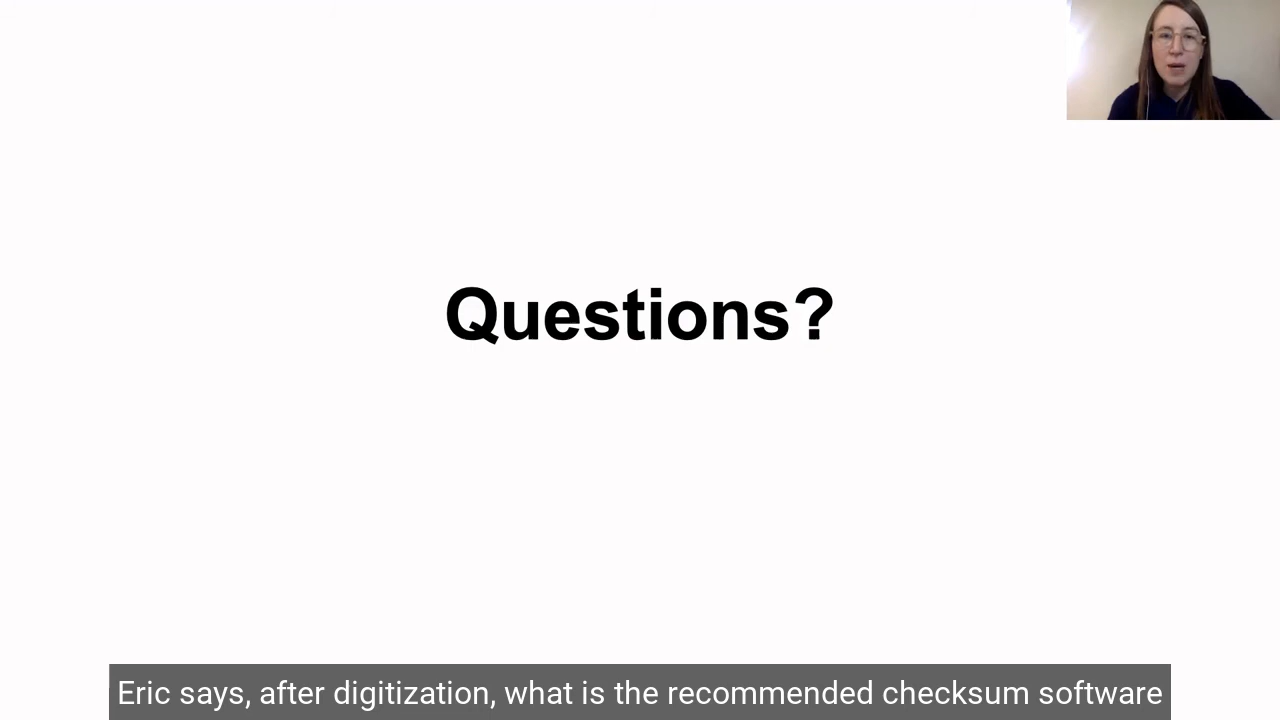 Questions?
Eric says, after digitization, what is the recommended checksum software